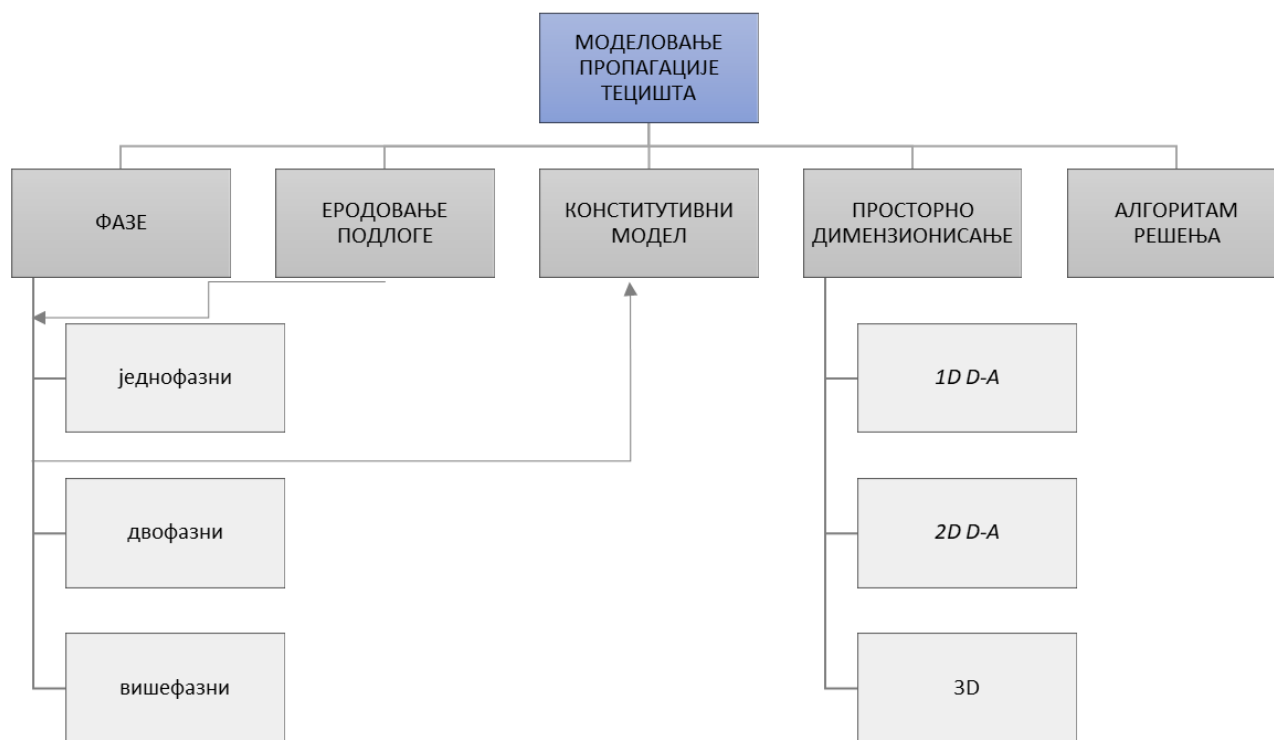 МОДЕЛОВАЊЕ
ПРОПАГАЦИЈЕ
ТЕЦИШТА
ФАЗЕ
ЕРОДОВАЊЕ
ПОДЛОГЕ
КОНСТИТУТИВНИ
МОДЕЛ
ПРОСТОРНО
ДИМЕНЗИОНИСАЊЕ
АЛГОРИТАМ
РЕШЕЊА
једнофазни
двофазни
вишефазни
1D D-A
2D D-A
3D